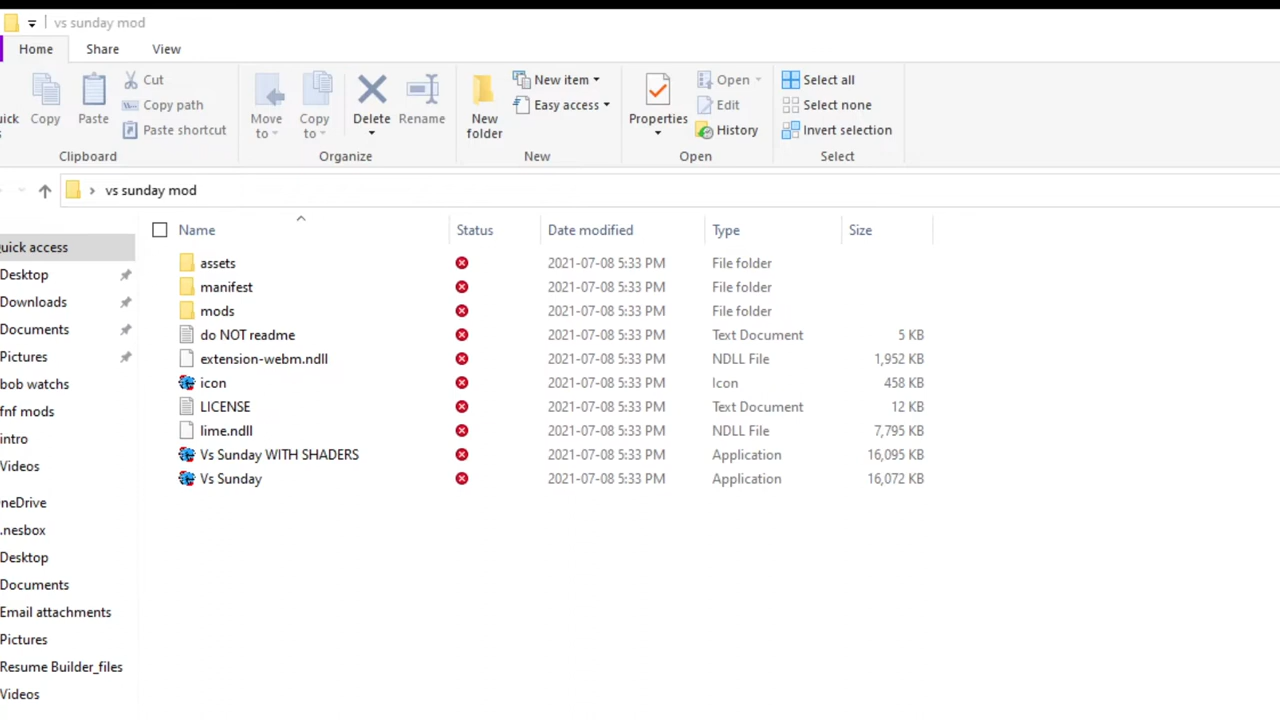 vs sunday mod
Home Share View
Cut
Copy path
Paste shortcut
Copy
Paste
Clipboard
Move to
Copy to
Delete
Rename
Organize
New folder
New item
Easy access
New
Properties
Open
Edit
History
Open
Select all
Select none
Invert selection
Select
vs sunday mod
Name Status Date modified Type Size
assets 2021-07-08 5:33 PM File folder
manifest 2021-07-08 5:33 PM File folder
mods 2021-07-08 5:33 PM File folder
do NOT readme 2021-07-08 5:33 PM Text Document 5 KB
extension-webm.ndll 2021-07-08 5:33 PM NDLL File 1,952 KB
icon 2021-07-08 5:33 PM Icon 458 KB
LICENSE 2021-07-08 5:33 PM Text Document 12 KB
lime.ndll 2021-07-08 5:33 PM NDLL File 7,795 KB
Vs Sunday WITH SHADERS 2021-07-08 5:33 PM Application 16,095 KB
Vs Sunday 2021-07-08 5:33 PM Application 16,072 KB
uick access
Desktop
Downloads
Documents
Pictures
bob watchs
fnf mods
intro
Videos
neDrive
.nesbox
Desktop
Documents
Email attachments
Pictures
Resume Builder_files
Videos